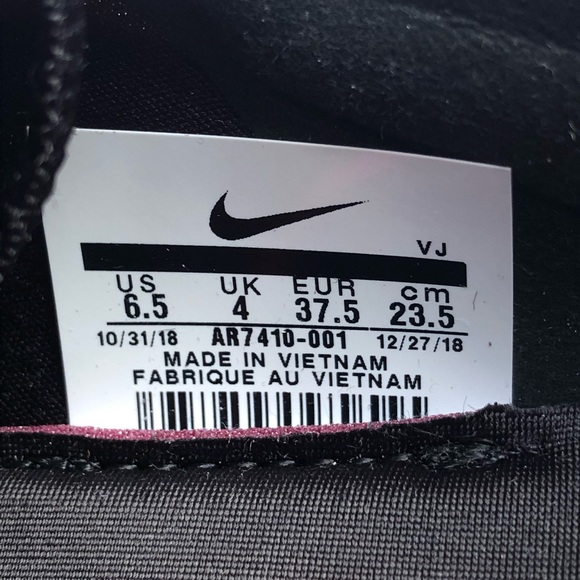 VJ
US UK EUR cm
6.5 4 37.5 23.5
10/31/18 AR7410-001 12/27/18
MADE IN VIETNAM
FABRIQUE AU VIETNAM